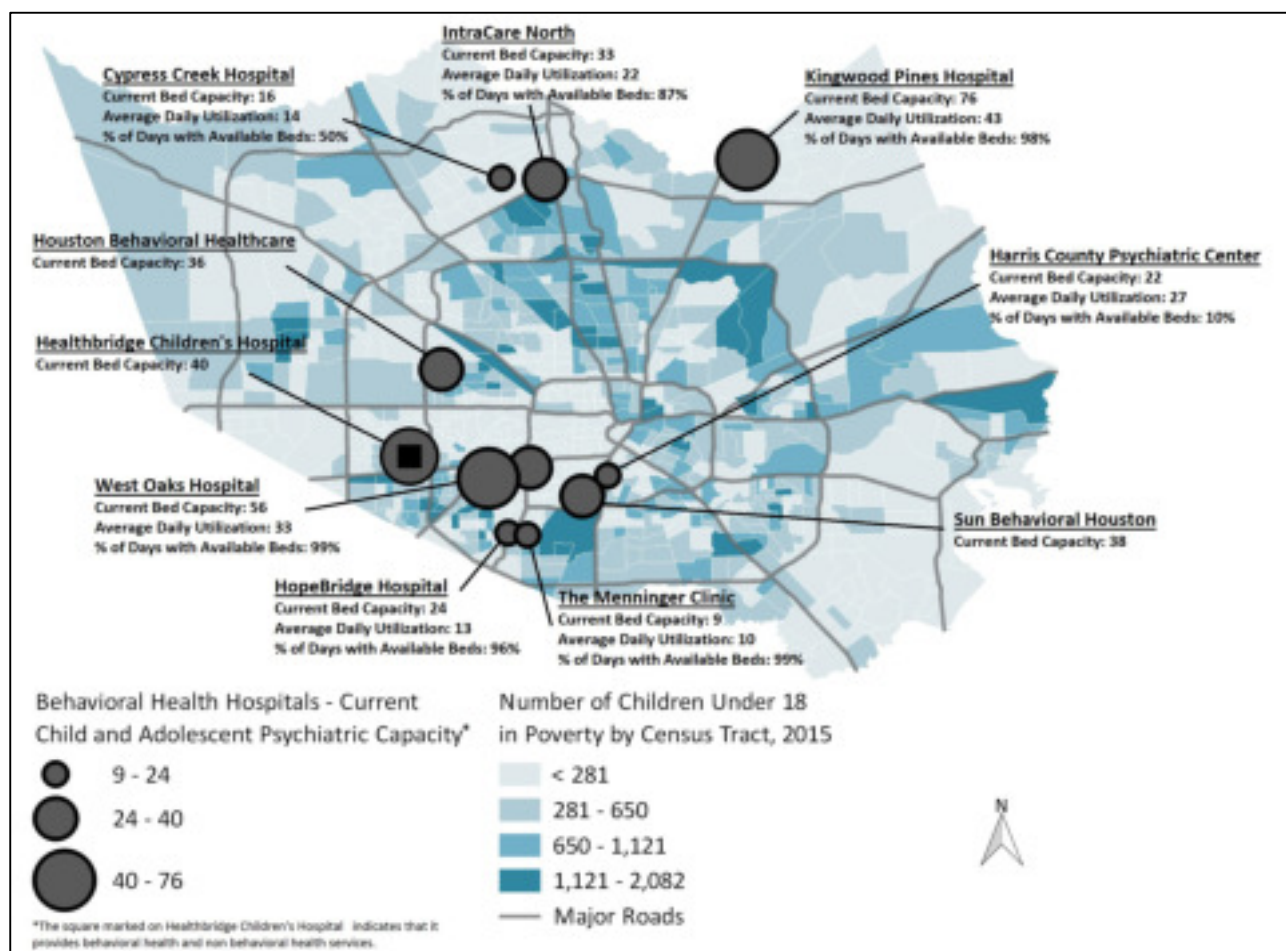 IntraCare North
Current Bed Capacity: 33
Average Daily Utilization: 22
% of Days with Available Beds: 87%
Cypress Creek Hospital
Current Bed Capacity: 16
Average Daily Utilization: 14
% of Days with Available Beds: 50%
Kingwood Pines Hospital
Current Bed Capacity: 76
Average Daily Utilization: 43
% of Days with Available Beds: 98%
Houston Behavioral Healthcare
Current Bed Capacity: 36
Harris County Psychiatric Center
Current Bed Capacity: 22
Average Daily Utilization: 27
% of Days with Available Beds: 10%
Healthbridge Children's Hospital
Current Bed Capacity: 40
West Oaks Hospital
Current Bed Capacity: 56
Average Daily Utilization: 33
% of Days with Available Beds: 99%
Sun Behavioral Houston
Current Bed Capacity: 38
HopeBridge Hospital
Current Bed Capacity: 24
Average Daily Utilization: 13
% of Days with Available Beds: 96%
The Menninger Clinic
Current Bed Capacity: 9
Average Daily Utilization: 10
% of Days with Available Beds: 99%
Behavioral Health Hospitals - Current
Child and Adolescent Psychiatric Capacity*
9 - 24
24 - 40
40 - 76
*The square marked on Healthbridge Children's Hospital indicates that it
provides behavioral health and non behavioral health services.
Number of Children Under 18
in Poverty by Census Tract, 2015
< 281
281 - 650
650 - 1,121
1,121 - 2,082
Major Roads
N